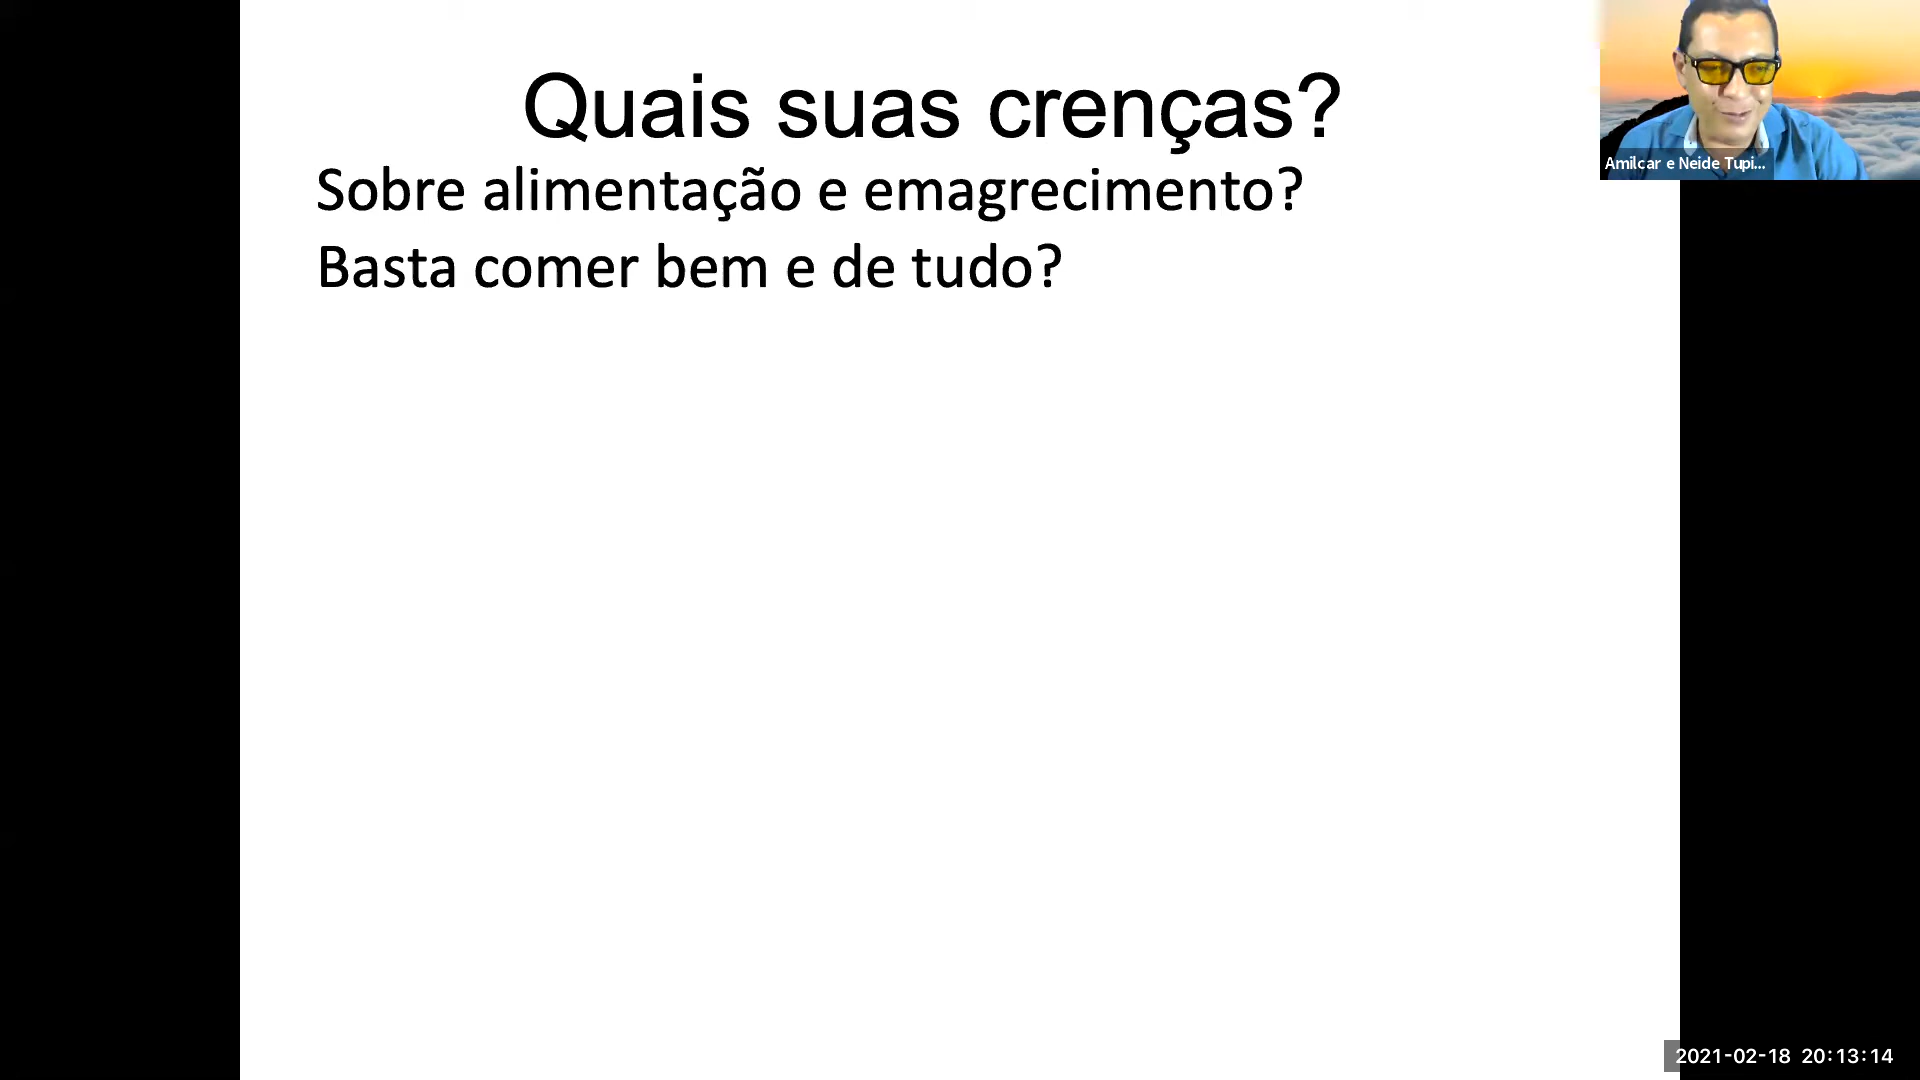 Quais suas crenças?
Sobre alimentação e emagrecimento?
Basta comer bem e de tudo?
Amilcar e Neide Tupi...
2021-02-18 20:13:14